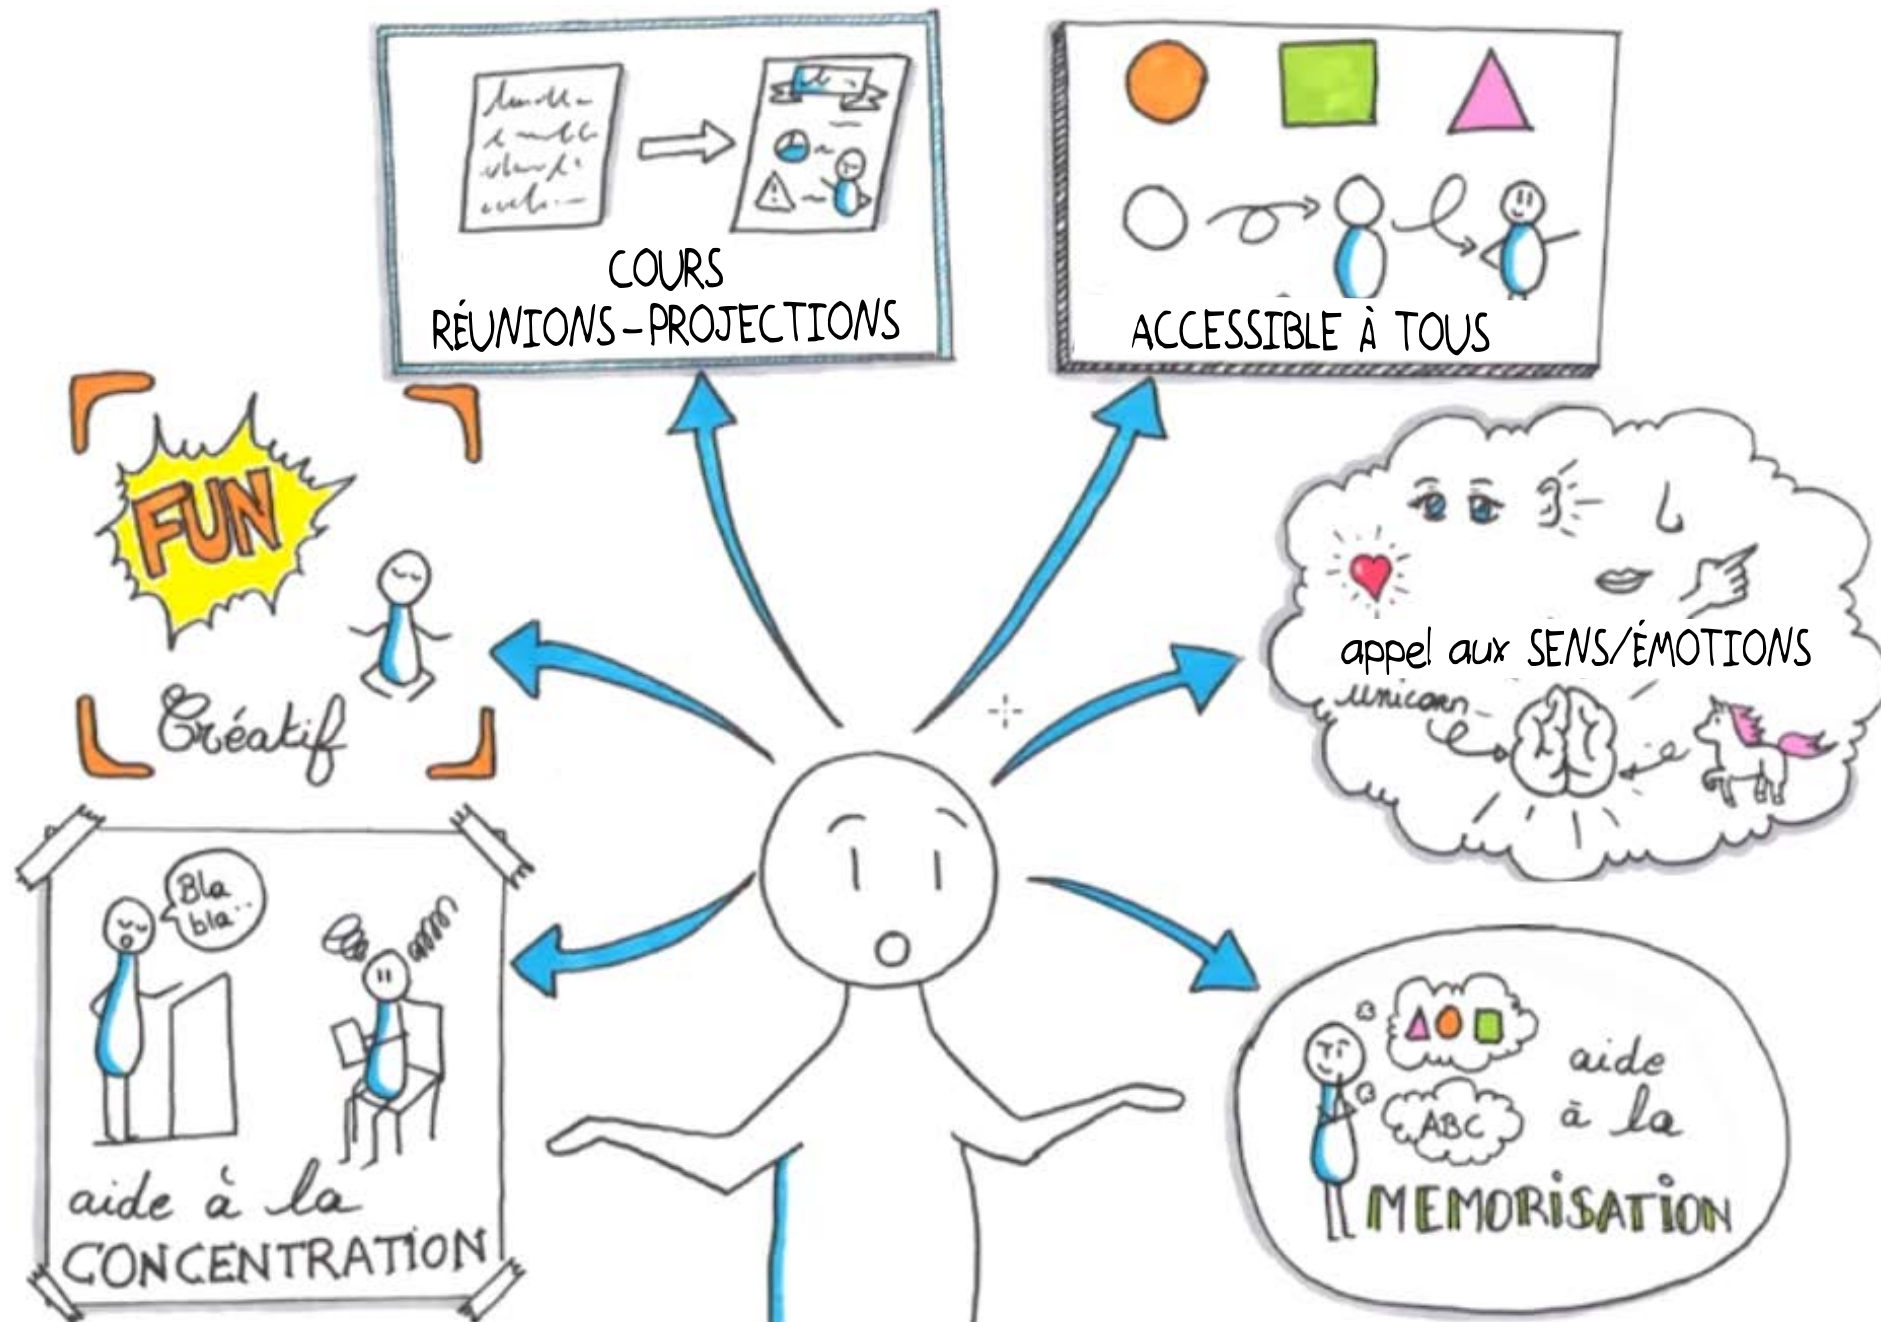 COURS
RÉUNIONS-PROJECTIONS
ACCESSIBLE À TOUS
FUN
Créatif
appel aux SENS/ÉMOTIONS
unicorn
Bla
bla..
aide à la
CONCENTRATION
ABC
aide
à la
MEMORiSATiON